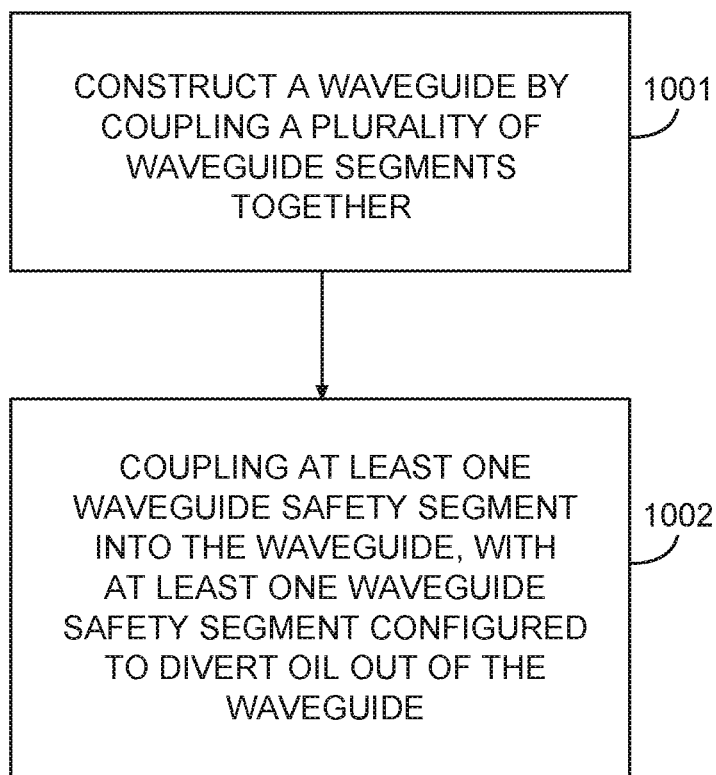 CONSTRUCT A WAVEGUIDE BY
COUPLING A PLURALITY OF
WAVEGUIDE SEGMENTS
TOGETHER
1001
COUPLING AT LEAST ONE
WAVEGUIDE SAFETY SEGMENT
INTO THE WAVEGUIDE, WITH
AT LEAST ONE WAVEGUIDE
SAFETY SEGMENT CONFIGURED
TO DIVERT OIL OUT OF THE
WAVEGUIDE
1002